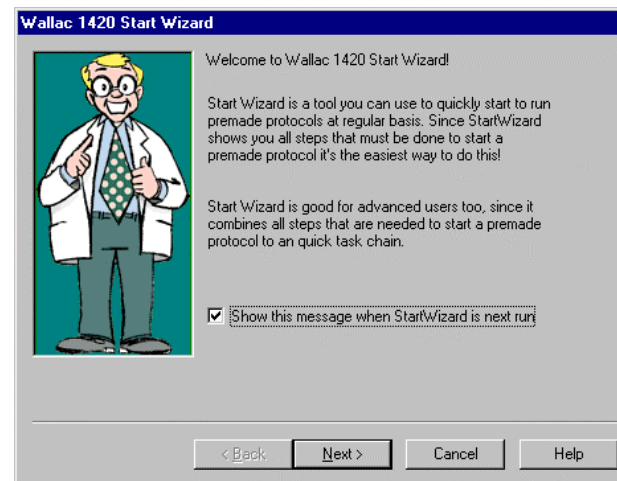 Wallac 1420 Start Wizard
Welcome to Wallac 1420 Start Wizard!
Start Wizard is a tool you can use to quickly start to run
premade protocols at regular basis. Since StartWizard
shows you all steps that must be done to start a
premade protocol it's the easiest way to do this!
Start Wizard is good for advanced users too, since it
combines all steps that are needed to start a premade
protocol to an quick task chain.
Show this message when StartWizard is next run
< Back Next > Cancel Help